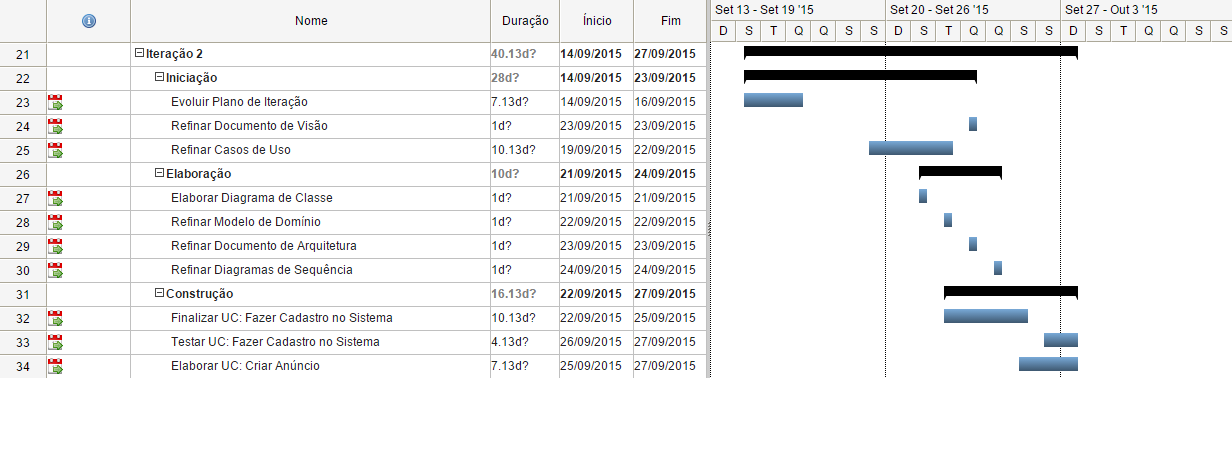 Nome Duração Ínicio Fim Set 13 - Set 19 '15 Set 20 - Set 26 '15 Set 27 - Out 3 '15
D S T Q Q S S D S T Q Q S S D S T Q Q S S
21 Iteração 2 40.13d? 14/09/2015 27/09/2015
22 Iniciação 28d? 14/09/2015 23/09/2015
23 Evoluir Plano de Iteração 7.13d? 14/09/2015 16/09/2015
24 Refinar Documento de Visão 1d? 23/09/2015 23/09/2015
25 Refinar Casos de Uso 10.13d? 19/09/2015 22/09/2015
26 Elaboração 10d? 21/09/2015 24/09/2015
27 Elaborar Diagrama de Classe 1d? 21/09/2015 21/09/2015
28 Refinar Modelo de Domínio 1d? 22/09/2015 22/09/2015
29 Refinar Documento de Arquitetura 1d? 23/09/2015 23/09/2015
30 Refinar Diagramas de Sequência 1d? 24/09/2015 24/09/2015
31 Construção 16.13d? 22/09/2015 27/09/2015
32 Finalizar UC: Fazer Cadastro no Sistema 10.13d? 22/09/2015 25/09/2015
33 Testar UC: Fazer Cadastro no Sistema 4.13d? 26/09/2015 27/09/2015
34 Elaborar UC: Criar Anúncio 7.13d? 25/09/2015 27/09/2015